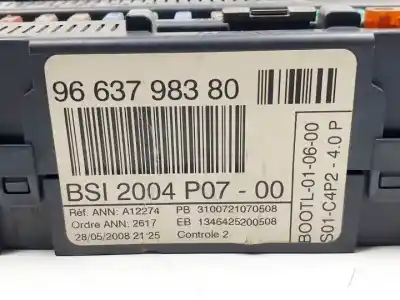 96 637 983 80
BSI 2004 P07 - 00
Réf. ANN: A12274 PB 3100721070508
Ordre ANN: 2617 EB 1346425200508
28/05/2008 21:25 Controle 2
BOOTL-01-06-00
S01-C4P2 - 4.0 P